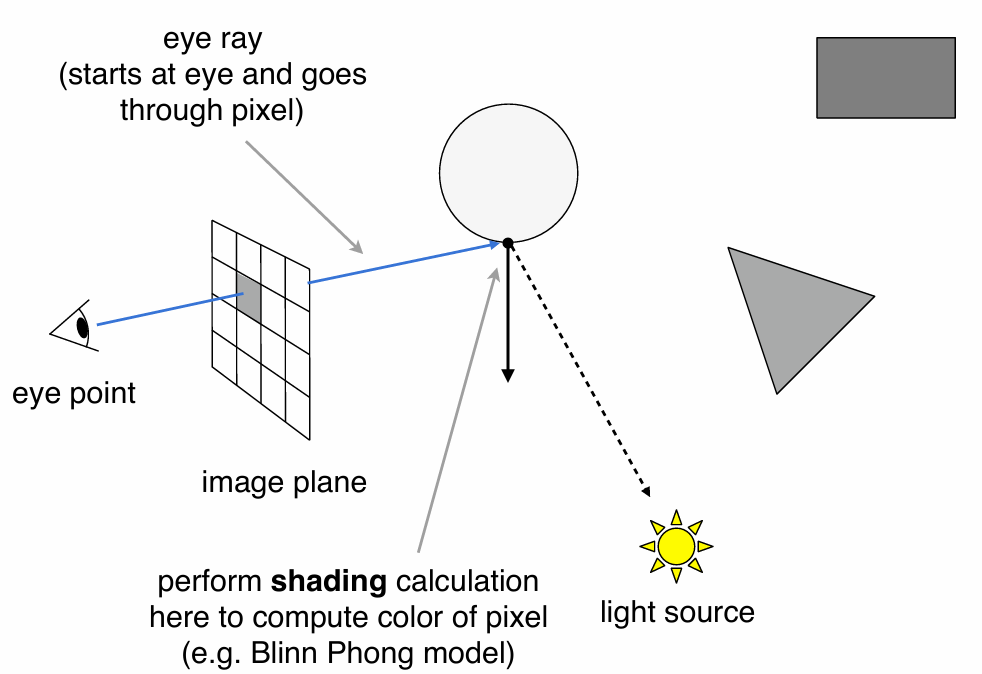 eye ray
(starts at eye and goes
through pixel)
eye point
image plane
perform shading calculation
here to compute color of pixel
(e.g. Blinn Phong model)
light source